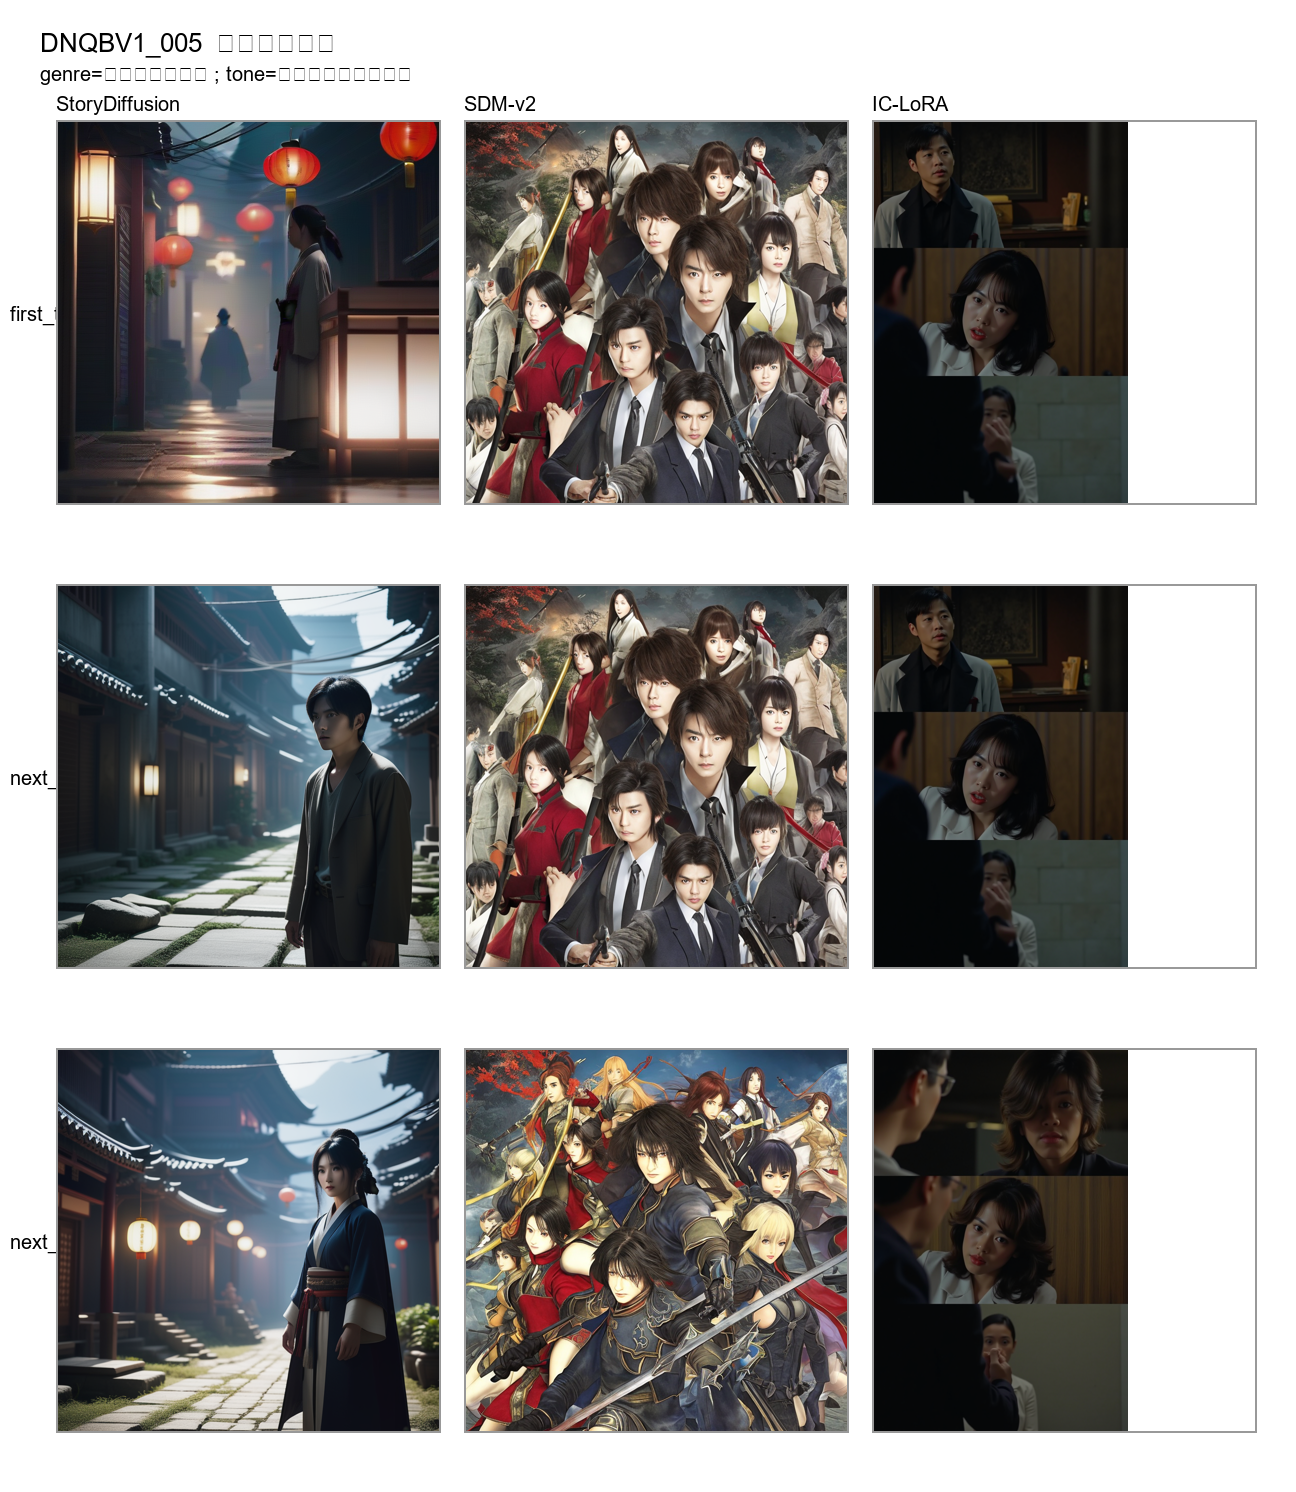 DNQBV1_005 □□□□□□
genre=□□□□□□□ ; tone=□□□□□□□□□
StoryDiffusion SDM-v2 IC-LoRA
first_
next_
next_